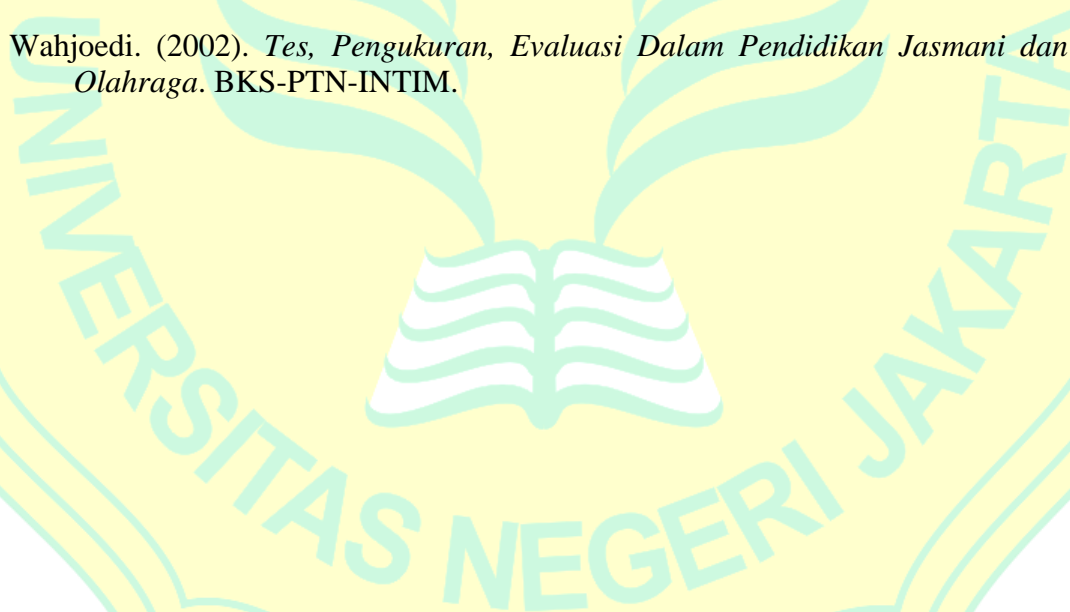 Wahjoedi. (2002). Tes, Pengukuran, Evaluasi Dalam Pendidikan Jasmani dan
Olahraga. BKS-PTN-INTIM.
UNIVERSITAS NEGERI JAKARTA